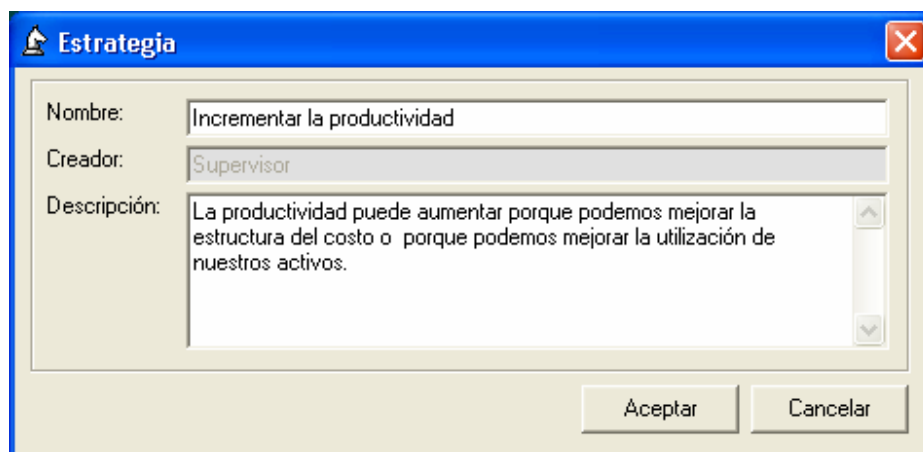 Estrategia
Nombre: Incrementar la productividad
Creador: Supervisor
Descripción: La productividad puede aumentar porque podemos mejorar la
estructura del costo o  porque podemos mejorar la utilización de
nuestros activos.
Aceptar Cancelar